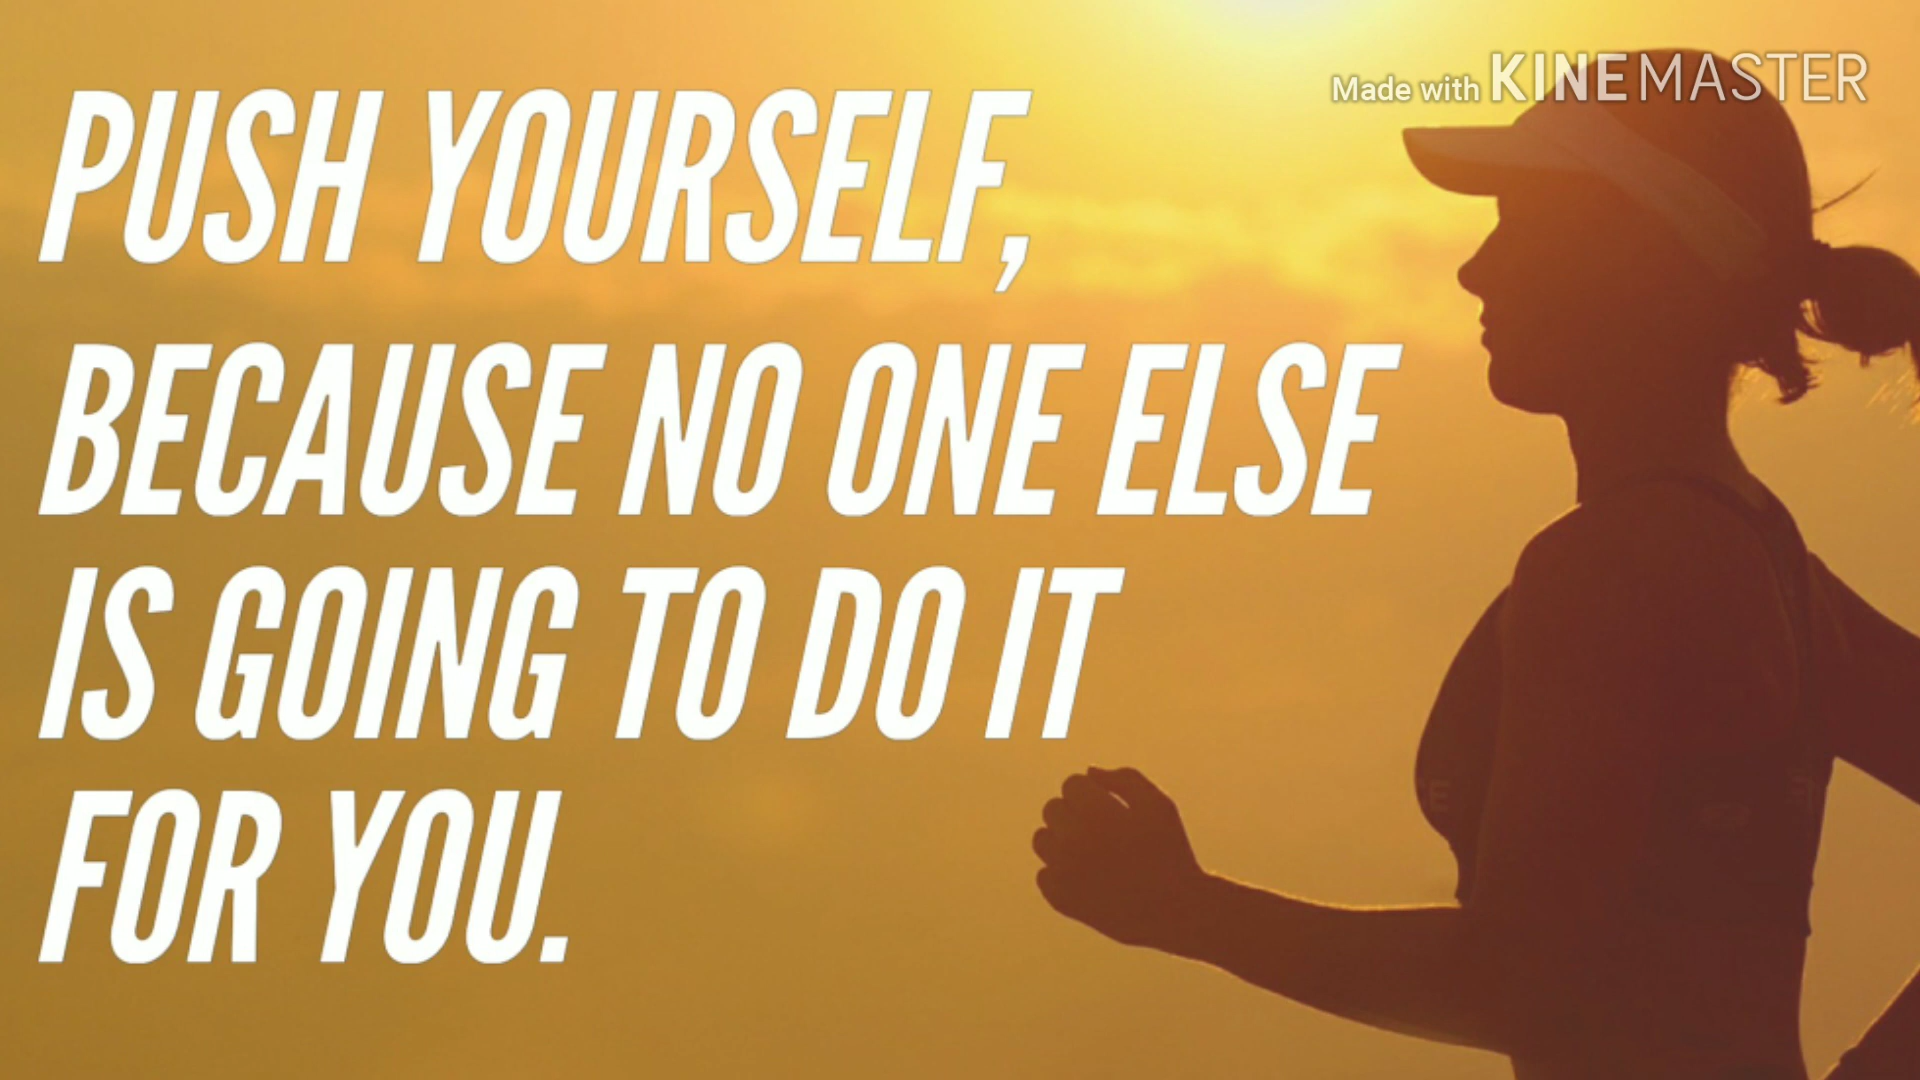 Made with KINEMASTER
PUSH YOURSELF,
BECAUSE NO ONE ELSE
IS GOING TO DO IT
FOR YOU.